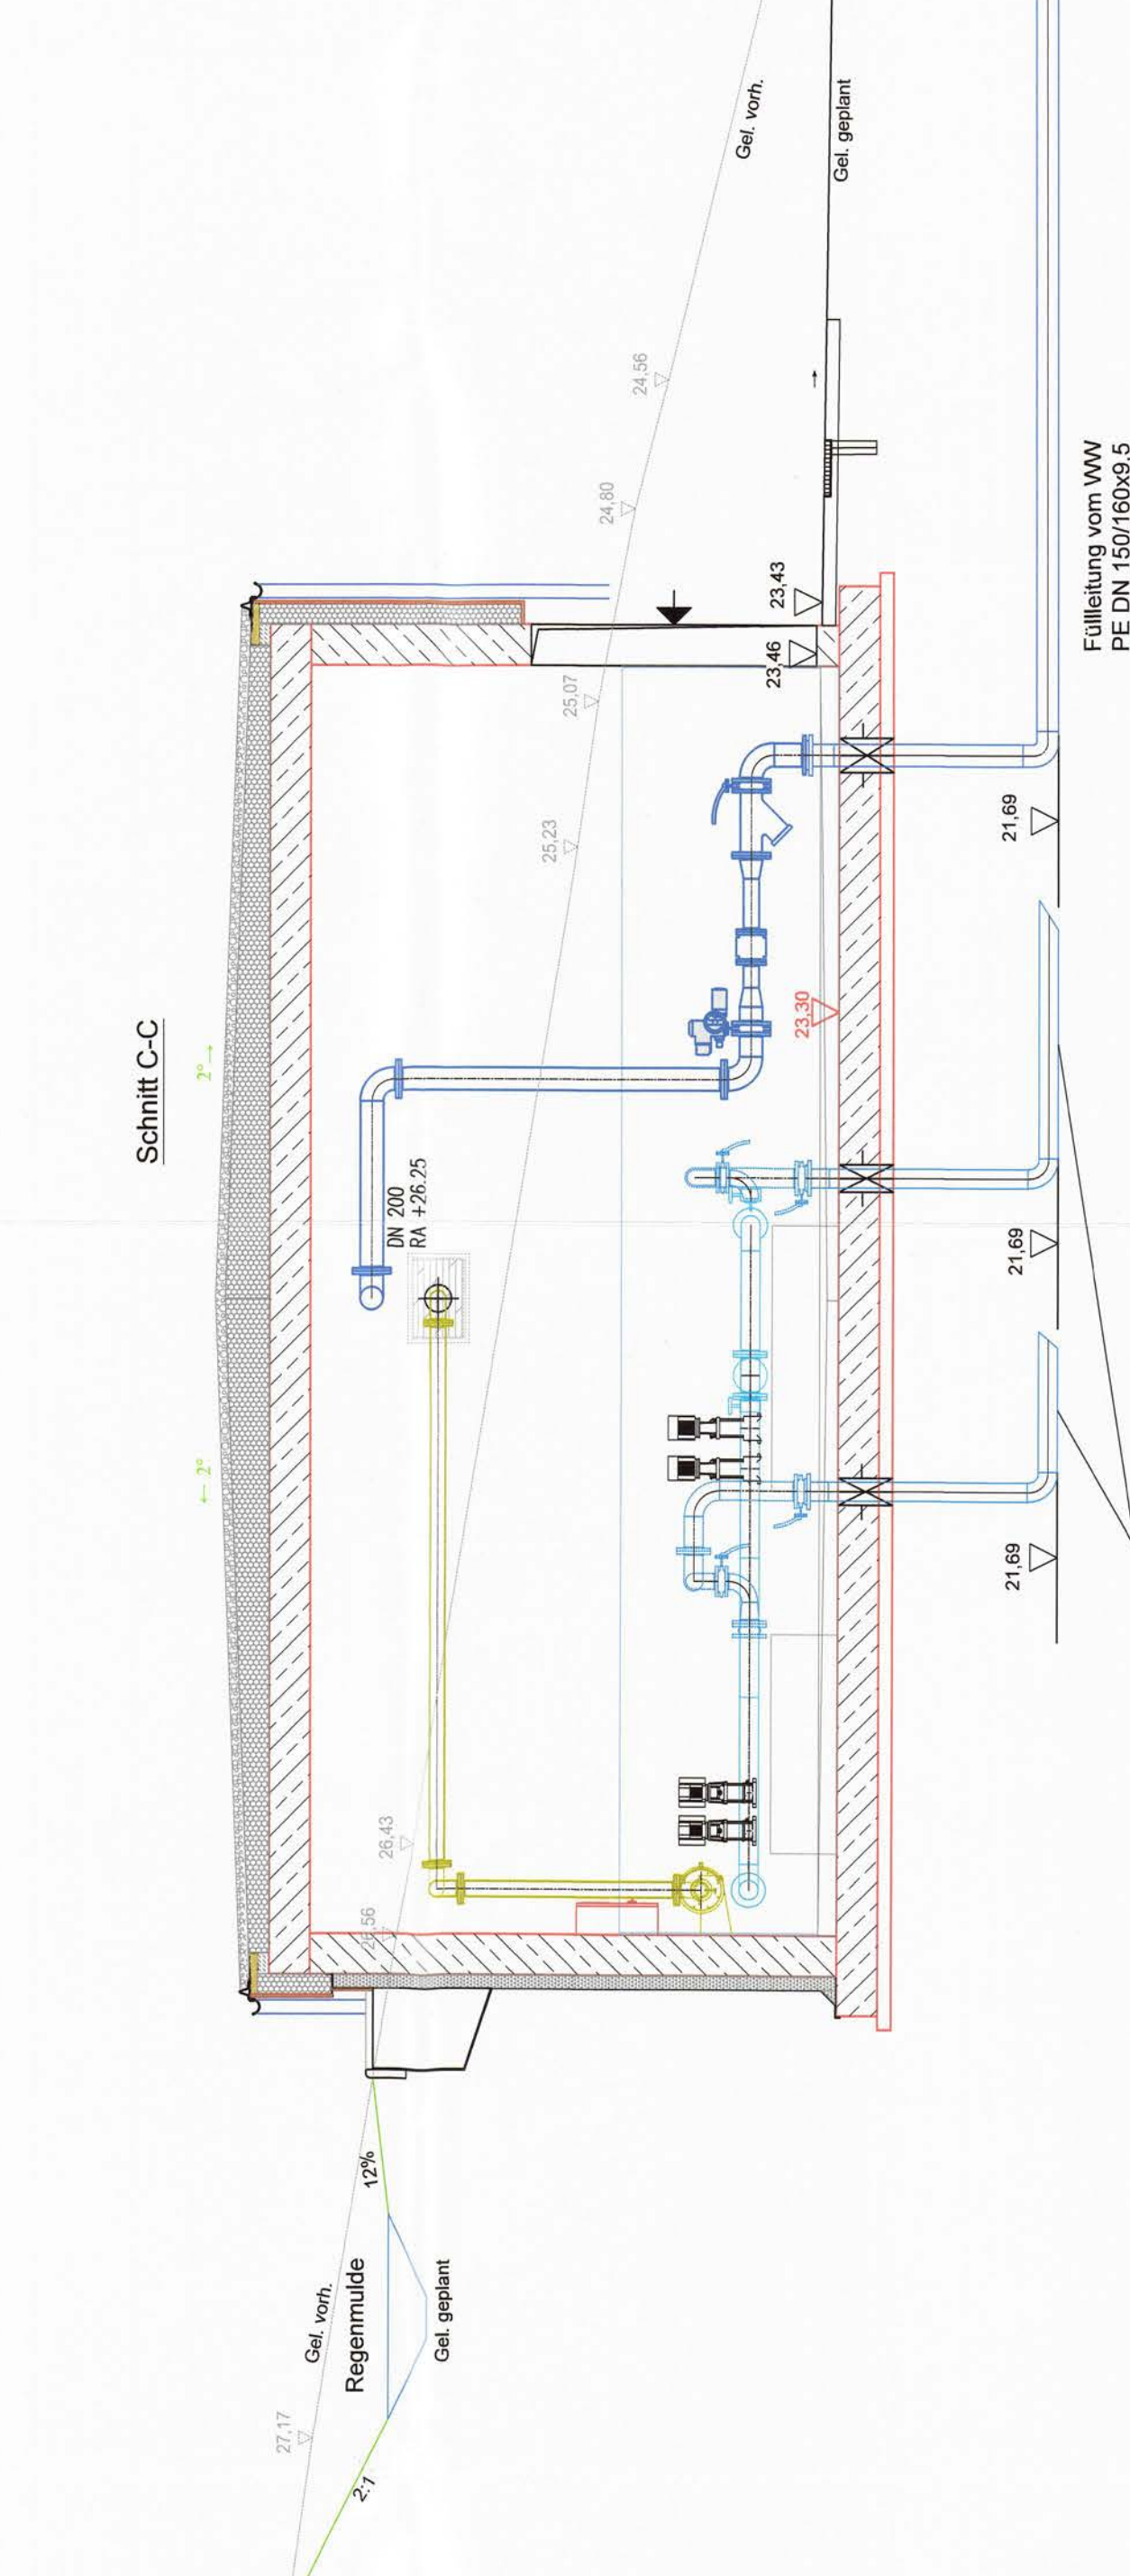 Schnitt C-C
← 2°
2° →
27,17
Gel. vorh.
Regenmulde
Gel. geplant
2:1
12%
26,56
26,43
DN 200
RA +26.25
25,23
25,07
24,80
24,56
Gel. vorh.
Gel. geplant
23,46
23,43
23,30
21,69
21,69
21,69
Füllleitung vom WW
PE DN 150/160x9,5